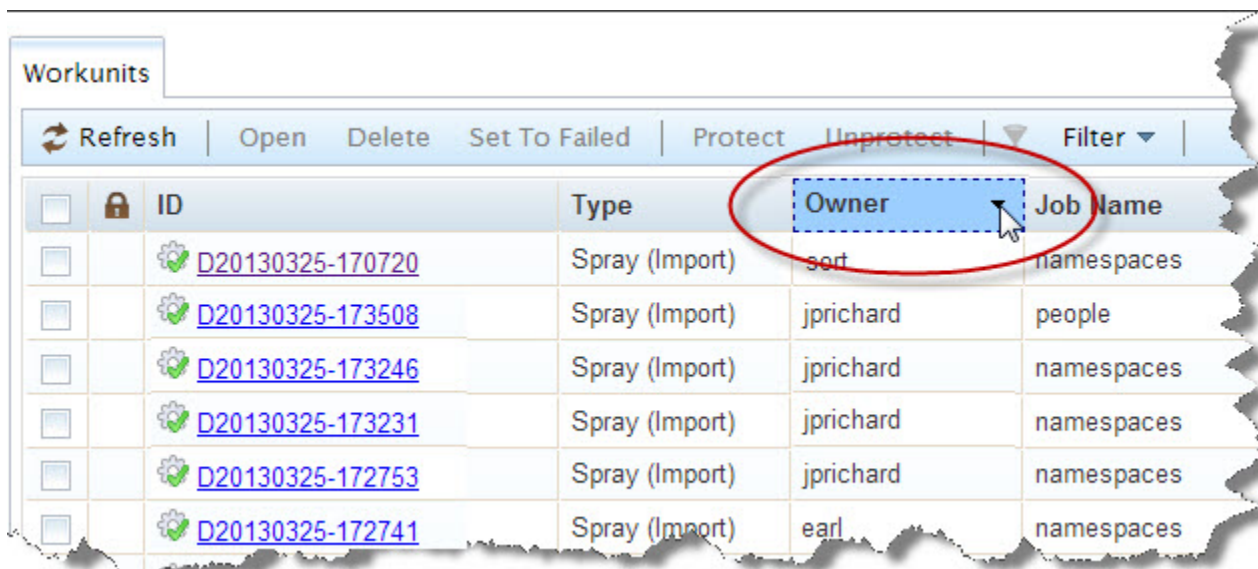 Workunits
Refresh Open Delete Set To Failed Protect Unprotect Filter
ID Type Owner Job Name
D20130325-170720 Spray (Import) sort namespaces
D20130325-173508 Spray (Import) jprichard people
D20130325-173246 Spray (Import) jprichard namespaces
D20130325-173231 Spray (Import) jprichard namespaces
D20130325-172753 Spray (Import) jprichard namespaces
D20130325-172741 Spray (Import) earl namespaces